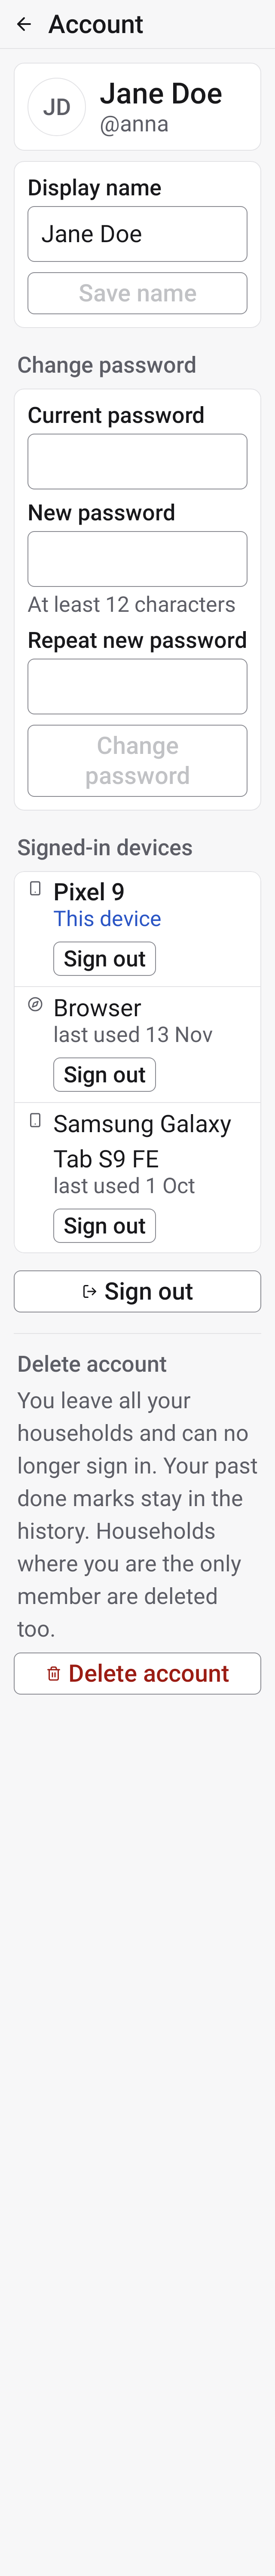 Account
JD
Jane Doe
@anna
Display name
Jane Doe
Save name
Change password
Current password
New password
At least 12 characters
Repeat new password
Change
password
Signed-in devices
Pixel 9
This device
Sign out
Browser
last used 13 Nov
Sign out
Samsung Galaxy
Tab S9 FE
last used 1 Oct
Sign out
Sign out
Delete account
You leave all your
households and can no
longer sign in. Your past
done marks stay in the
history. Households
where you are the only
member are deleted
too.
Delete account